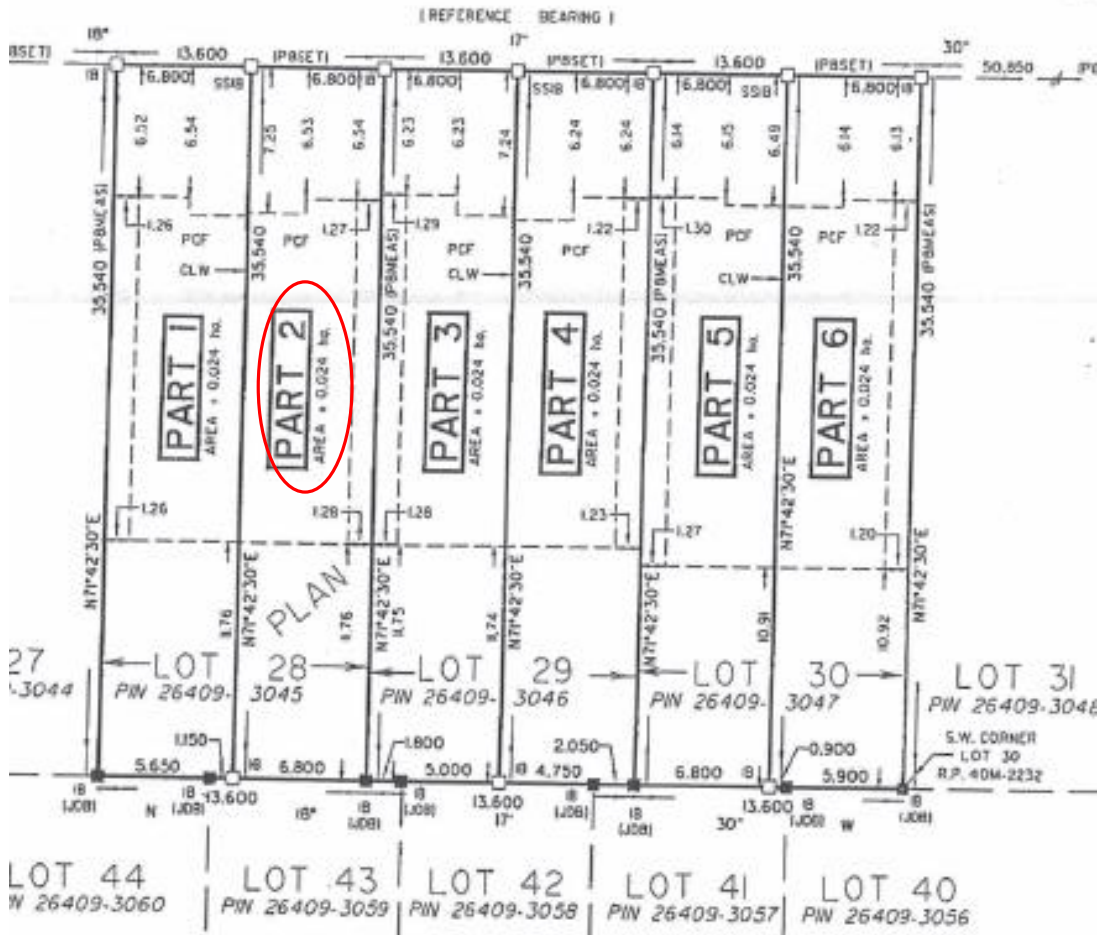 ( REFERENCE BEARING )
18" 17" 30"
13.600 (PBSET) 13.600 (PBSET) 13.600 (PBSET) 50.850
IB 6.800 SSIB 6.800 IB 6.800 SSIB 6.800 IB 6.800 SSIB 6.800 IB
6.52 6.54 7.25 6.53 6.54 6.23 6.23 7.24 6.24 6.24 6.14 6.15 6.49 6.14 6.13
1.26 1.27 1.29 1.22 1.30 1.22
PCF PCF PCF PCF PCF PCF
CLW CLW CLW
35.540 (PBMEAS) 35.540 35.540 (PBMEAS) 35.540 35.540 (PBMEAS) 35.540 35.540 (PBMEAS)
PART 1
AREA = 0.024 ha.
PART 2
AREA = 0.024 ha.
PART 3
AREA = 0.024 ha.
PART 4
AREA = 0.024 ha.
PART 5
AREA = 0.024 ha.
PART 6
AREA = 0.024 ha.
1.26 1.28 1.28 1.23 1.27 1.20
N71°42'30"E N71°42'30"E N71°42'30"E N71°42'30"E N71°42'30"E N71°42'30"E N71°42'30"E
PLAN
11.76 11.76 11.75 11.74 10.91 10.92
27
-3044
LOT 28
PIN 26409-3045
LOT 29
PIN 26409-3046
LOT 30
PIN 26409-3047
LOT 31
PIN 26409-3048
S.W. CORNER
LOT 30
R.P. 40M-2232
5.650 1.150 6.800 1.800 5.000 4.750 2.050 6.800 0.900 5.900
IB IB IB
13.600 13.600 13.600
IB (JDB) IB (JDB) IB (JDB) IB (JDB) IB (JDB) IB (JDB)
N 18" 17" 30" W
LOT 44
PIN 26409-3060
LOT 43
PIN 26409-3059
LOT 42
PIN 26409-3058
LOT 41
PIN 26409-3057
LOT 40
PIN 26409-3056